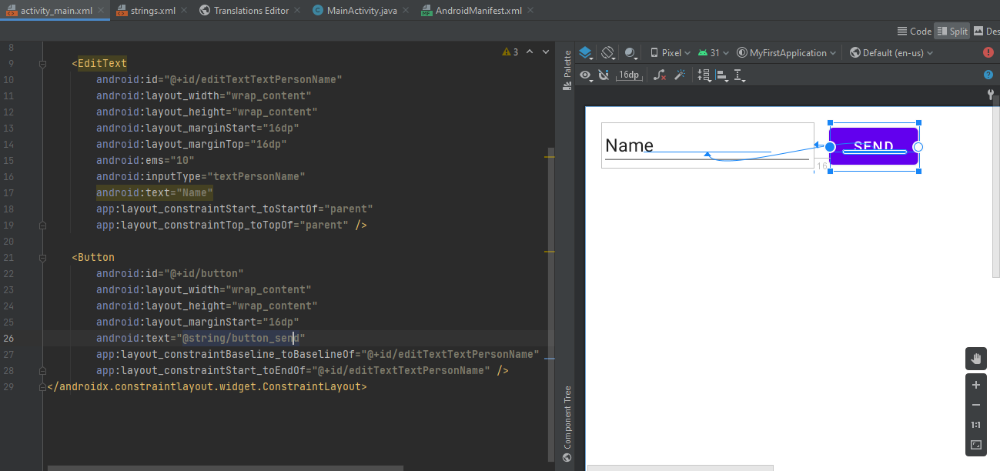 activity_main.xml strings.xml Translations Editor MainActivity.java AndroidManifest.xml
Code Split Des
8
3
Palette
Pixel 31 MyFirstApplication Default (en-us)
9 <EditText
10 android:id="@+id/editTextTextPersonName"
16dp
11 android:layout_width="wrap_content"
12 android:layout_height="wrap_content"
13 android:layout_marginStart="16dp"
14 android:layout_marginTop="16dp"
15 android:ems="10"
16 android:inputType="textPersonName"
17 android:text="Name"
18 app:layout_constraintStart_toStartOf="parent"
19 app:layout_constraintTop_toTopOf="parent" />
20
21 <Button
22 android:id="@+id/button"
23 android:layout_width="wrap_content"
24 android:layout_height="wrap_content"
25 android:layout_marginStart="16dp"
26 android:text="@string/button_send"
27 app:layout_constraintBaseline_toBaselineOf="@+id/editTextTextPersonName"
28 app:layout_constraintStart_toEndOf="@+id/editTextTextPersonName" />
29 </androidx.constraintlayout.widget.ConstraintLayout>
Name
SEND
16
Component Tree
1:1